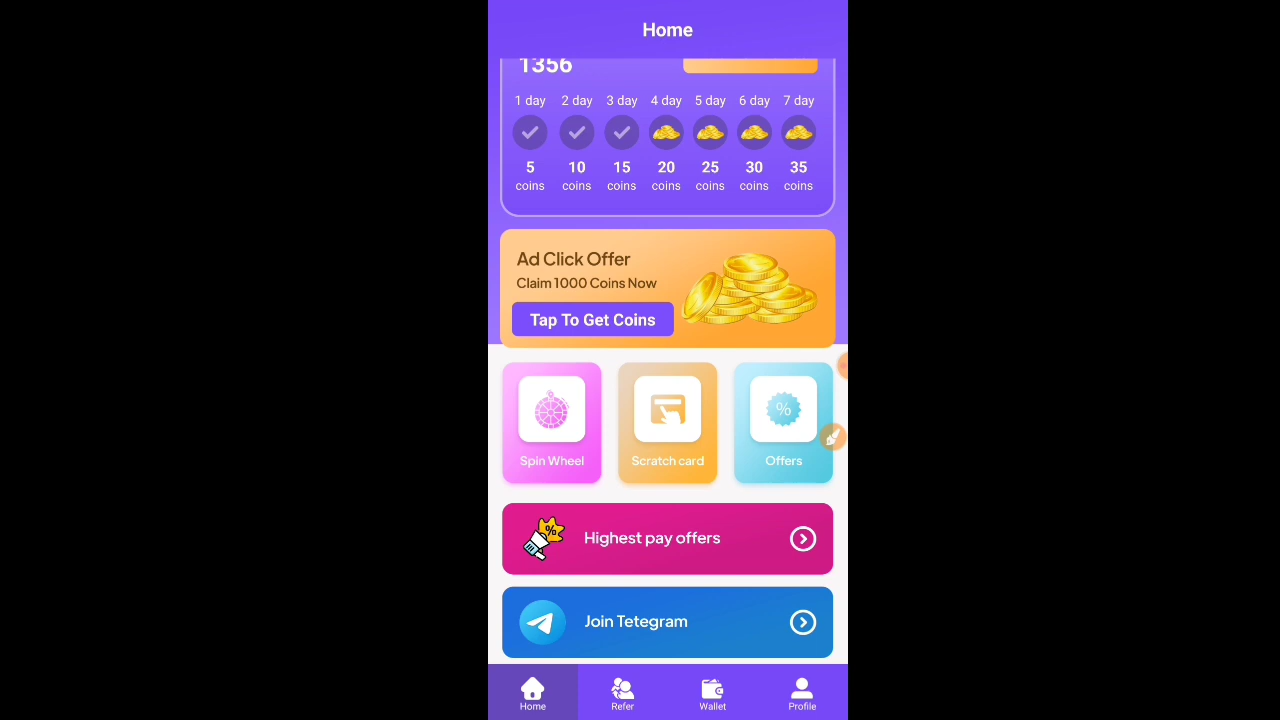 Home
1356
1 day 2 day 3 day 4 day 5 day 6 day 7 day
5 10 15 20 25 30 35
coins coins coins coins coins coins coins
Ad Click Offer
Claim 1000 Coins Now
Tap To Get Coins
%
Spin Wheel Scratch card Offers
%
Highest pay offers
Join Tetegram
Home Refer Wallet Profile